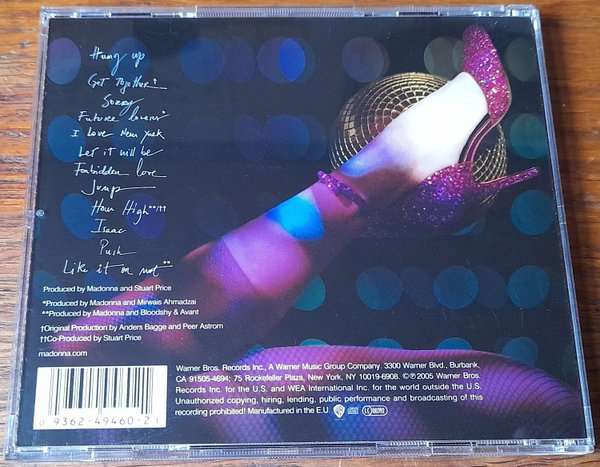 Hung up
Get Together*
Sorry
Future lovers*
I Love New York
Let it will be
Forbidden love
Jump
How High**/††
Isaac
Push
Like it or not**
Produced by Madonna and Stuart Price
*Produced by Madonna and Mirwais Ahmadzai
**Produced by Madonna and Bloodshy & Avant
†Original Production by Anders Bagge and Peer Astrom
††Co-Produced by Stuart Price
madonna.com
Warner Bros. Records Inc., A Warner Music Group Company. 3300 Warner Blvd., Burbank,
CA 91505-4694; 75 Rockefeller Plaza, New York, NY 10019-6908. ℗©2005 Warner Bros.
Records Inc. for the U.S. and WEA International Inc. for the world outside the U.S.
Unauthorized copying, hiring, lending, public performance and broadcasting of this
recording prohibited! Manufactured in the E.U.
0 9362-49460-2 1